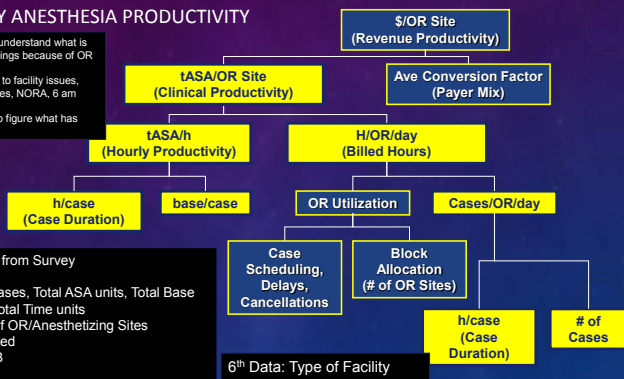 Y ANESTHESIA PRODUCTIVITY
understand what is
ings because of OR
to facility issues,
es, NORA, 6 am
o figure what has
$/OR Site
(Revenue Productivity)
tASA/OR Site
(Clinical Productivity)
Ave Conversion Factor
(Payer Mix)
tASA/h
(Hourly Productivity)
H/OR/day
(Billed Hours)
h/case
(Case Duration)
base/case
OR Utilization
Cases/OR/day
Case
Scheduling,
Delays,
Cancellations
Block
Allocation
(# of OR Sites)
h/case
(Case
Duration)
# of
Cases
from Survey
ases, Total ASA units, Total Base
otal Time units
of OR/Anesthetizing Sites
ed
6th Data: Type of Facility